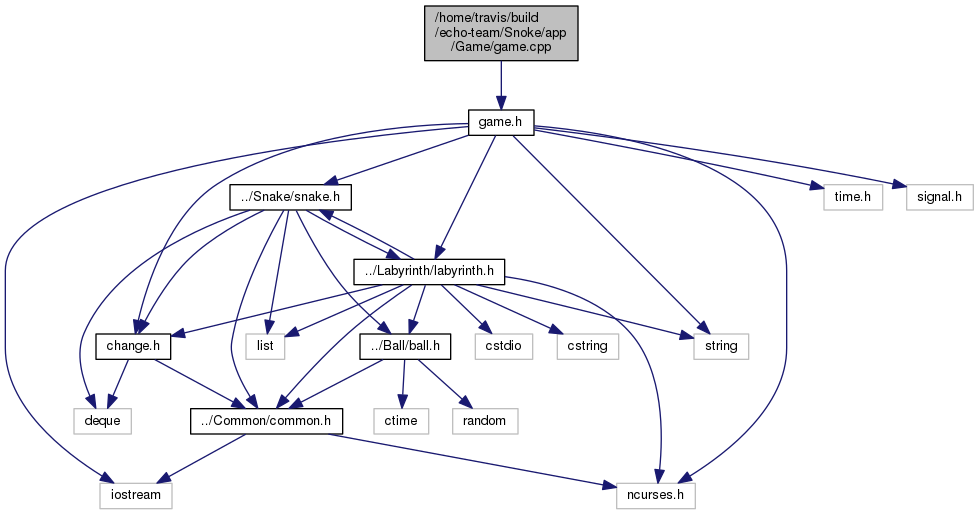 /home/travis/build
/echo-team/Snoke/app
/Game/game.cpp
game.h
../Snake/snake.h
time.h
signal.h
../Labyrinth/labyrinth.h
change.h
list
../Ball/ball.h
cstdio
cstring
string
deque
../Common/common.h
ctime
random
iostream
ncurses.h